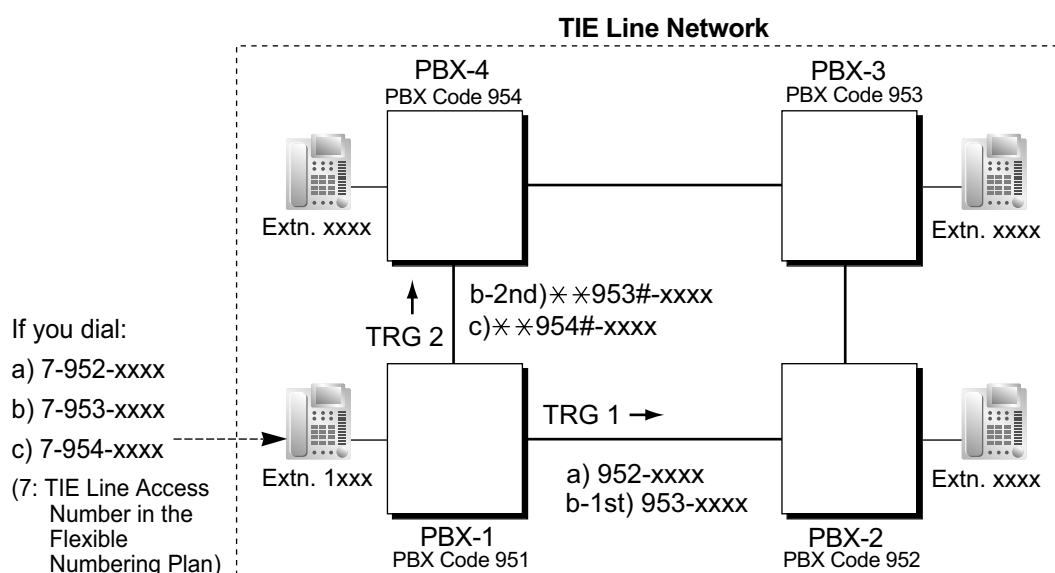 TIE Line Network
PBX-4
PBX Code 954
PBX-3
PBX Code 953
Extn. xxxx
Extn. xxxx
b-2nd)＊＊953#-xxxx
c)＊＊954#-xxxx
TRG 2
If you dial:
a) 7-952-xxxx
b) 7-953-xxxx
c) 7-954-xxxx
(7: TIE Line Access
Number in the
Flexible
Numbering Plan)
TRG 1
Extn. 1xxx
a) 952-xxxx
b-1st) 953-xxxx
Extn. xxxx
PBX-1
PBX Code 951
PBX-2
PBX Code 952